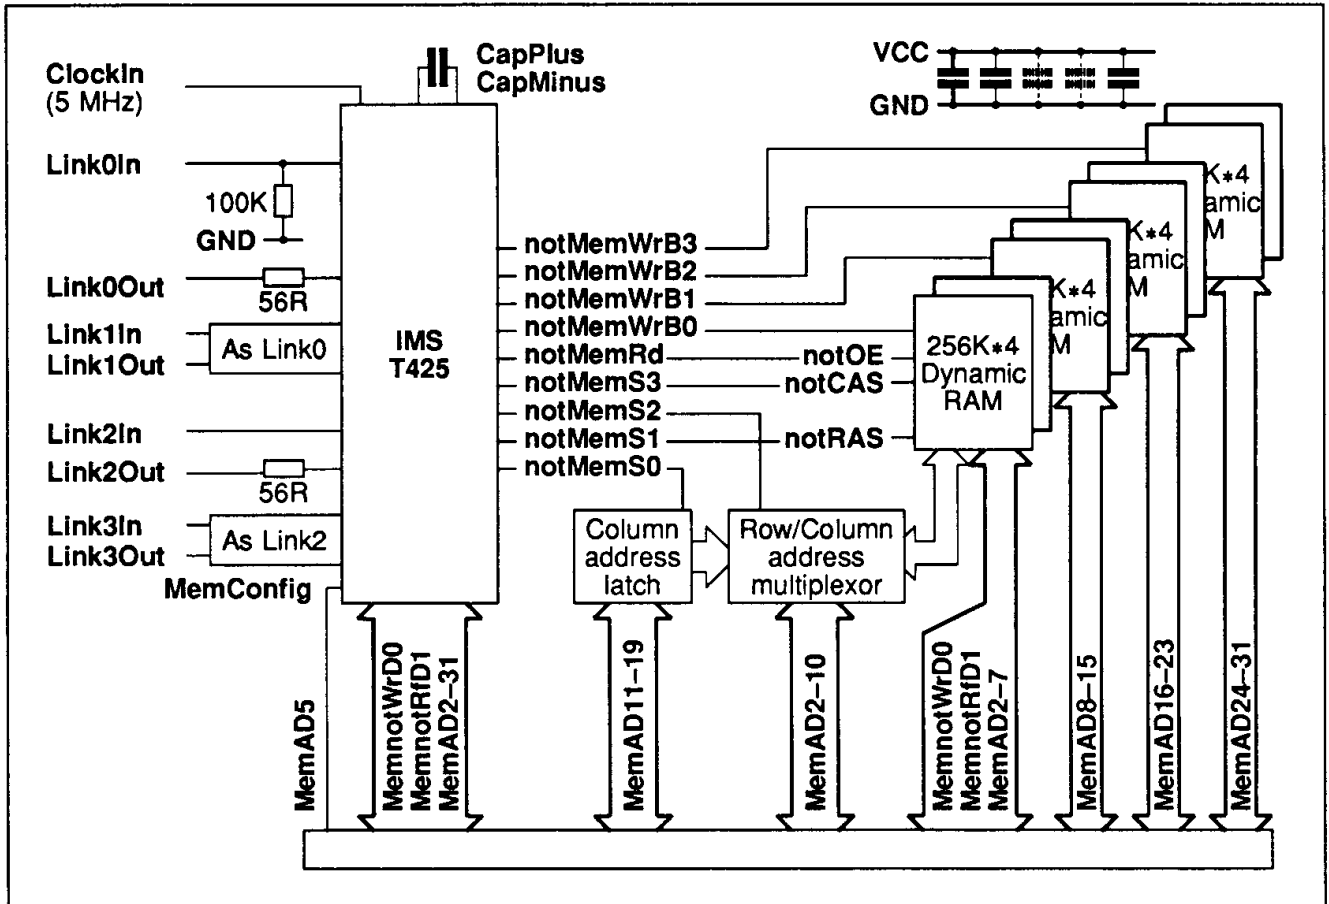 CapPlus
CapMinus
VCC
GND
ClockIn
(5 MHz)
Link0In
100K
GND
Link0Out
56R
Link1In
Link1Out
As Link0
Link2In
Link2Out
56R
Link3In
Link3Out
As Link2
MemConfig
IMS
T425
notMemWrB3
notMemWrB2
notMemWrB1
notMemWrB0
notMemRd
notMemS3
notMemS2
notMemS1
notMemS0
notOE
notCAS
notRAS
256K*4
Dynamic
RAM
K*4
amic
M
K*4
amic
M
K*4
amic
M
Column
address
latch
Row/Column
address
multiplexor
MemAD5
MemnotWrD0
MemnotRfD1
MemAD2–31
MemAD11–19
MemAD2–10
MemnotWrD0
MemnotRfD1
MemAD2–7
MemAD8–15
MemAD16–23
MemAD24–31